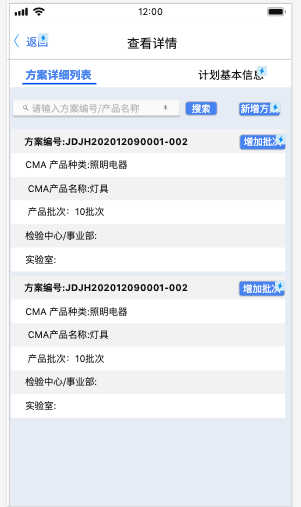 12:00
返回
查看详情
方案详细列表
计划基本信息
请输入方案编号/产品名称
搜索
新增方
方案编号:JDJH202012090001-002
增加批次
CMA 产品种类:照明电器
CMA产品名称:灯具
产品批次：10批次
检验中心/事业部:
实验室:
方案编号:JDJH202012090001-002
增加批次
CMA 产品种类:照明电器
CMA产品名称:灯具
产品批次：10批次
检验中心/事业部:
实验室: